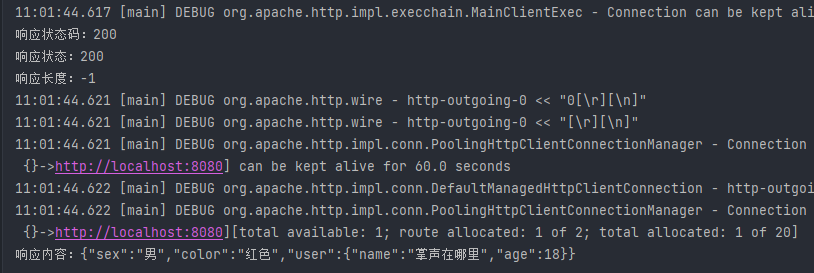 11:01:44.617 [main] DEBUG org.apache.http.impl.execchain.MainClientExec - Connection can be kept ali
响应状态码：200
响应状态：200
响应长度：-1
11:01:44.621 [main] DEBUG org.apache.http.wire - http-outgoing-0 << "0[\r][\n]"
11:01:44.621 [main] DEBUG org.apache.http.wire - http-outgoing-0 << "[\r][\n]"
11:01:44.621 [main] DEBUG org.apache.http.impl.conn.PoolingHttpClientConnectionManager - Connection
{}->http://localhost:8080] can be kept alive for 60.0 seconds
11:01:44.622 [main] DEBUG org.apache.http.impl.conn.DefaultManagedHttpClientConnection - http-outgoi
11:01:44.622 [main] DEBUG org.apache.http.impl.conn.PoolingHttpClientConnectionManager - Connection
{}->http://localhost:8080][total available: 1; route allocated: 1 of 2; total allocated: 1 of 20]
响应内容：{"sex":"男","color":"红色","user":{"name":"掌声在哪里","age":18}}